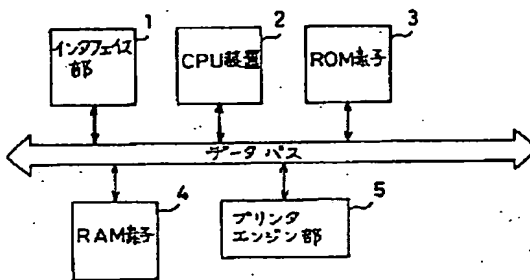 1
インタフェイス
部
2
CPU装置
3
ROM素子
データバス
4
RAM素子
5
プリンタ
エンジン部